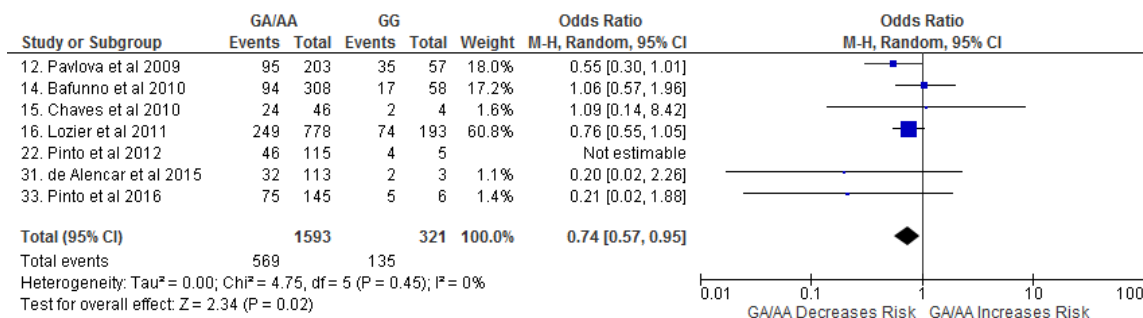 GA/AA GG Odds Ratio Odds Ratio
Study or Subgroup Events Total Events Total Weight M-H, Random, 95% CI M-H, Random, 95% CI
12. Pavlova et al 2009 95 203 35 57 18.0% 0.55 [0.30, 1.01]
14. Bafunno et al 2010 94 308 17 58 17.2% 1.06 [0.57, 1.96]
15. Chaves et al 2010 24 46 2 4 1.6% 1.09 [0.14, 8.42]
16. Lozier et al 2011 249 778 74 193 60.8% 0.76 [0.55, 1.05]
22. Pinto et al 2012 46 115 4 5 Not estimable
31. de Alencar et al 2015 32 113 2 3 1.1% 0.20 [0.02, 2.26]
33. Pinto et al 2016 75 145 5 6 1.4% 0.21 [0.02, 1.88]
Total (95% CI) 1593 321 100.0% 0.74 [0.57, 0.95]
Total events 569 135
Heterogeneity: Tau² = 0.00; Chi² = 4.75, df = 5 (P = 0.45); I² = 0%
Test for overall effect: Z = 2.34 (P = 0.02)
0.01 0.1 1 10 100
GA/AA Decreases Risk GA/AA Increases Risk